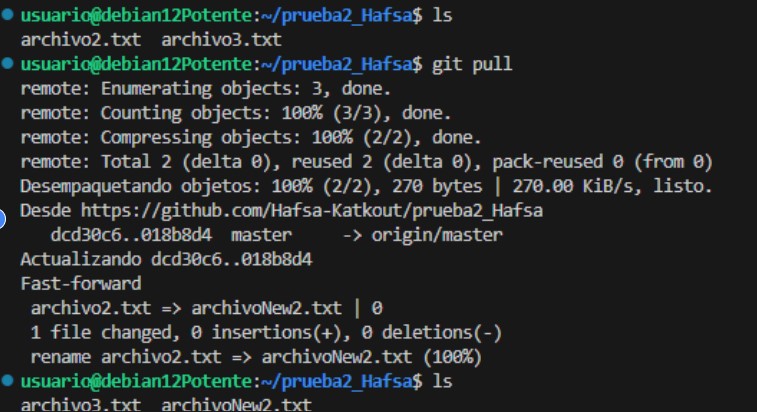 usuario@debian12Potente:~/prueba2_Hafsa$ ls
archivo2.txt  archivo3.txt
usuario@debian12Potente:~/prueba2_Hafsa$ git pull
remote: Enumerating objects: 3, done.
remote: Counting objects: 100% (3/3), done.
remote: Compressing objects: 100% (2/2), done.
remote: Total 2 (delta 0), reused 2 (delta 0), pack-reused 0 (from 0)
Desempaquetando objetos: 100% (2/2), 270 bytes | 270.00 KiB/s, listo.
Desde https://github.com/Hafsa-Katkout/prueba2_Hafsa
   dcd30c6..018b8d4  master     -> origin/master
Actualizando dcd30c6..018b8d4
Fast-forward
 archivo2.txt => archivoNew2.txt | 0
 1 file changed, 0 insertions(+), 0 deletions(-)
 rename archivo2.txt => archivoNew2.txt (100%)
usuario@debian12Potente:~/prueba2_Hafsa$ ls
archivo3.txt  archivoNew2.txt